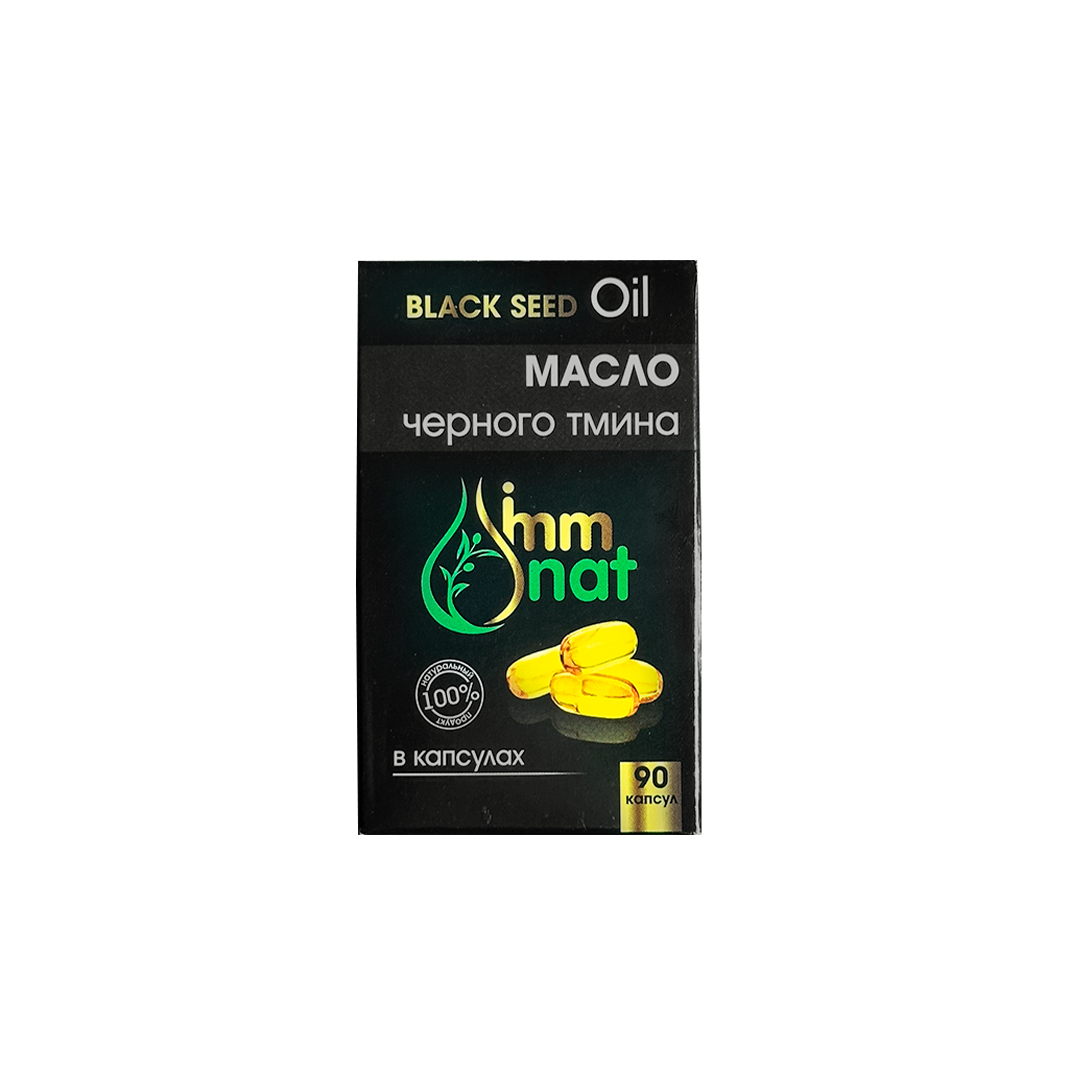 BLACK SEED Oil
МАСЛО
черного тмина
imm
nat
натуральный
100%
продукт
в капсулах
90
капсул